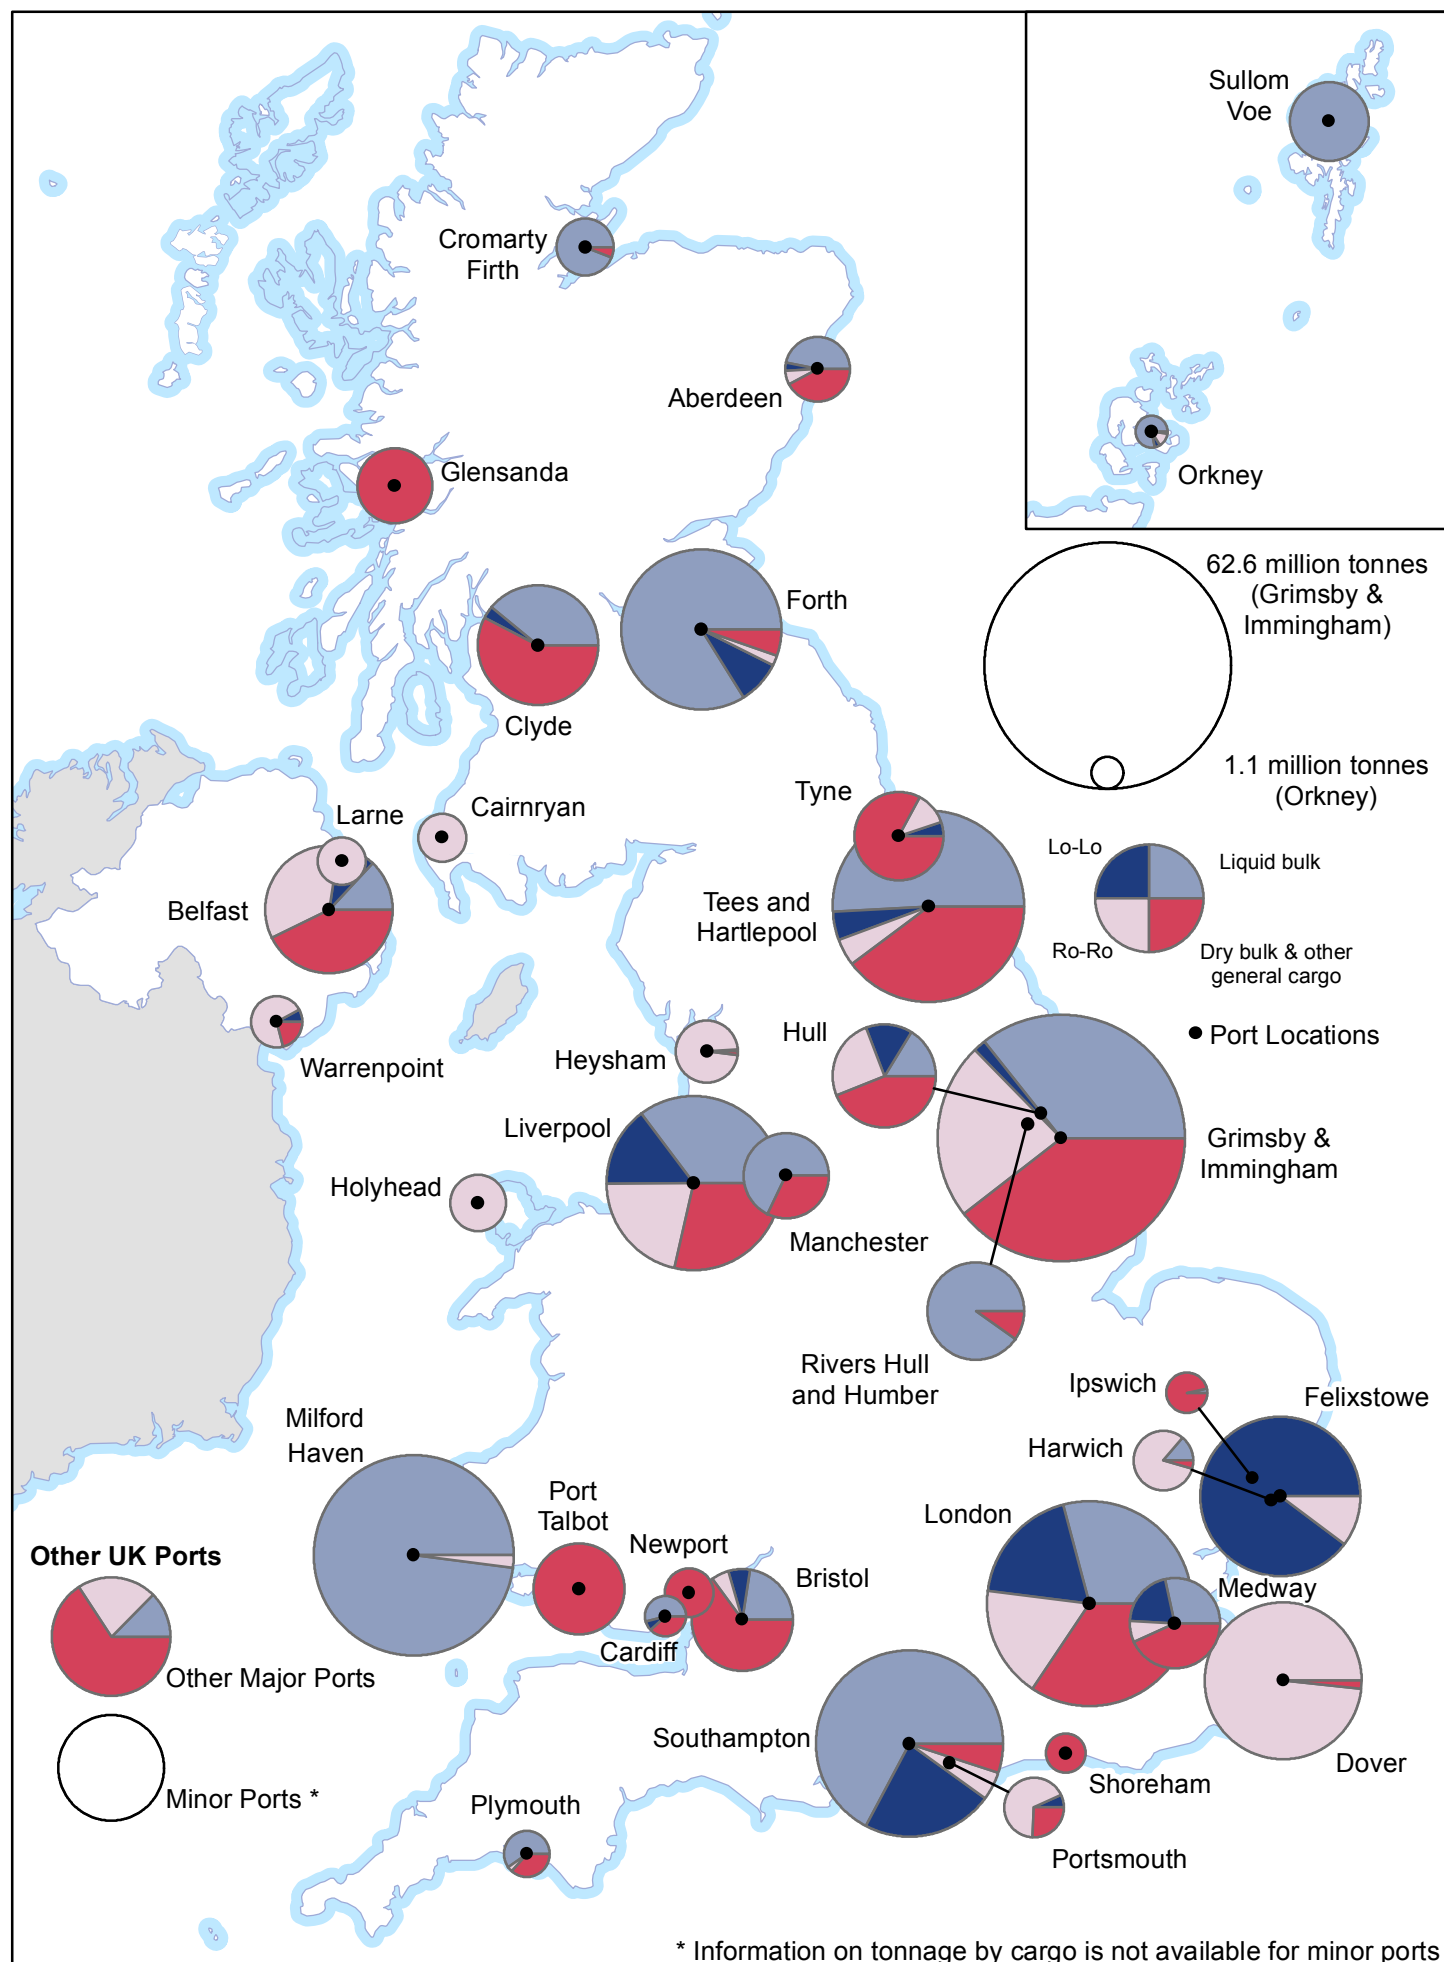 Sullom
Voe
Cromarty
Firth
Aberdeen
Glensanda
Orkney
62.6 million tonnes
(Grimsby &
Immingham)
Forth
Clyde
1.1 million tonnes
(Orkney)
Tyne
Larne
Cairnryan
Lo-Lo
Liquid bulk
Belfast
Tees and
Hartlepool
Ro-Ro
Dry bulk & other
general cargo
Hull
Port Locations
Warrenpoint
Heysham
Liverpool
Grimsby &
Immingham
Holyhead
Manchester
Rivers Hull
and Humber
Ipswich
Felixstowe
Milford
Haven
Harwich
Port
Talbot
London
Newport
Other UK Ports
Bristol
Medway
Cardiff
Other Major Ports
Southampton
Dover
Shoreham
Minor Ports *
Plymouth
Portsmouth
* Information on tonnage by cargo is not available for minor ports